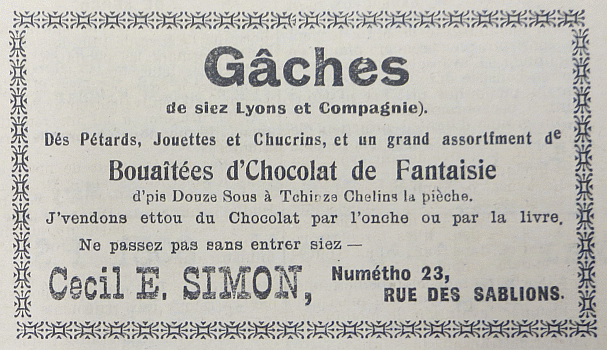 Gâches
de siez Lyons et Compagnie).
Dés Pétards, Jouettes et Chucrins, et un grand assortiment de
Bouaîtées d'Chocolat de Fantaisie
d'pis Douze Sous à Tchinze Chelins la pièche.
J'vendons ettou du Chocolat par l'onche ou par la livre.
Ne passez pas sans entrer siez —
Cecil E. SIMON,
Numétho 23,
RUE DES SABLIONS.